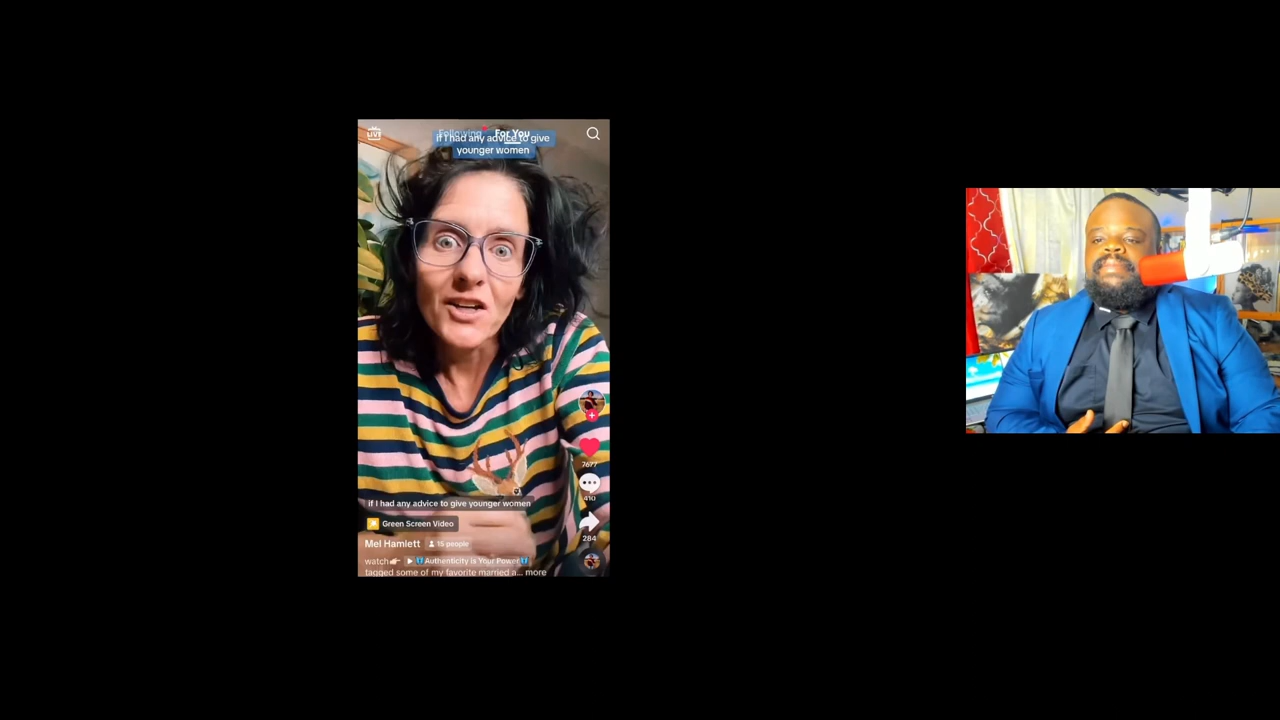 LIVE
Following
For You
if I had any advice to give
younger women
7677
410
284
if I had any advice to give younger women
Green Screen Video
Mel Hamlett
15 people
watch👉 ▶ Authenticity is Your Power
tagged some of my favorite married a... more